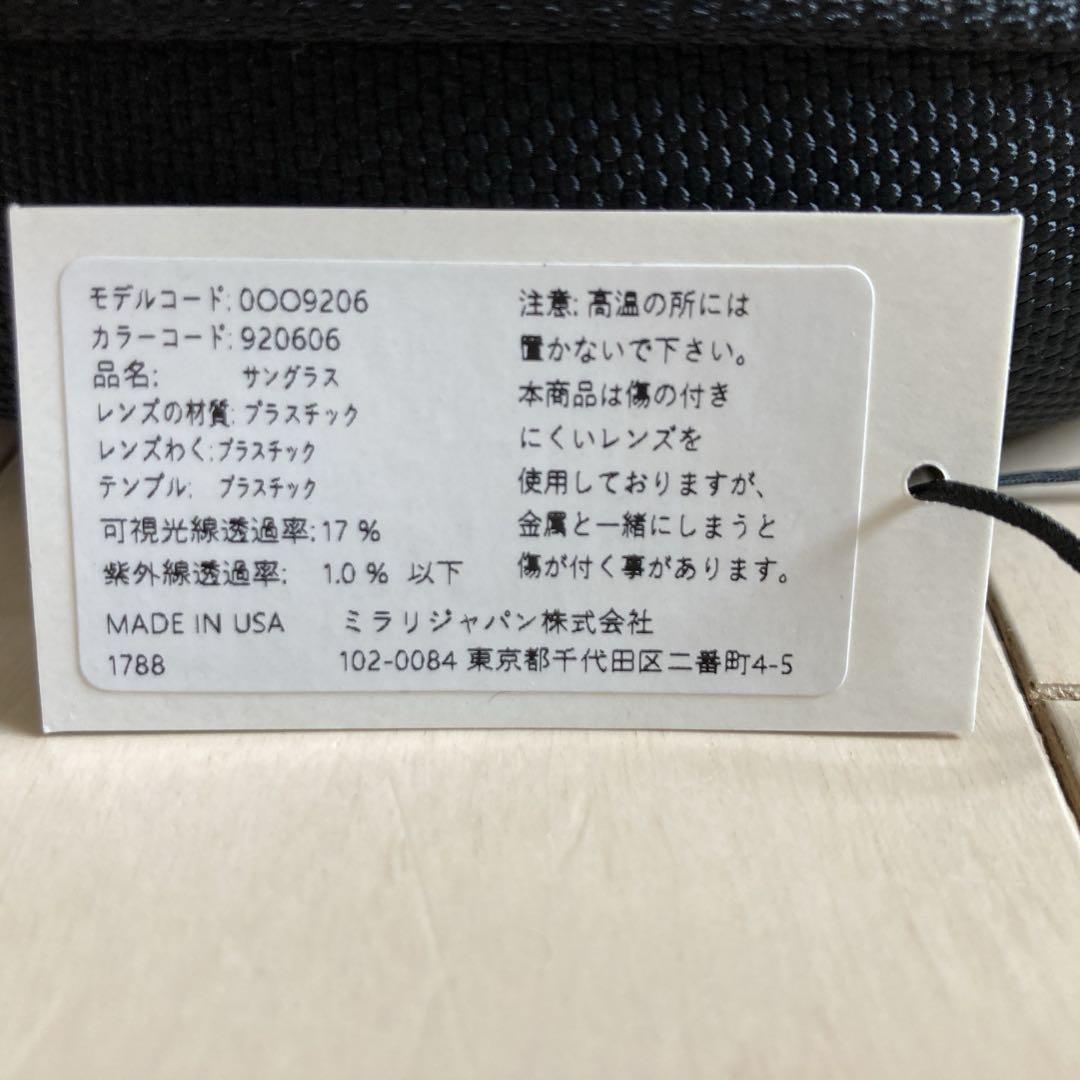 モデルコード: 0OO9206
カラーコード: 920606
品名: サングラス
レンズの材質: プラスチック
レンズわく: プラスチック
テンプル: プラスチック
可視光線透過率: 17 %
紫外線透過率: 1.0 % 以下
MADE IN USA
1788
注意: 高温の所には
置かないで下さい。
本商品は傷の付き
にくいレンズを
使用しておりますが、
金属と一緒にしまうと
傷が付く事があります。
ミラリジャパン株式会社
102-0084 東京都千代田区二番町4-5